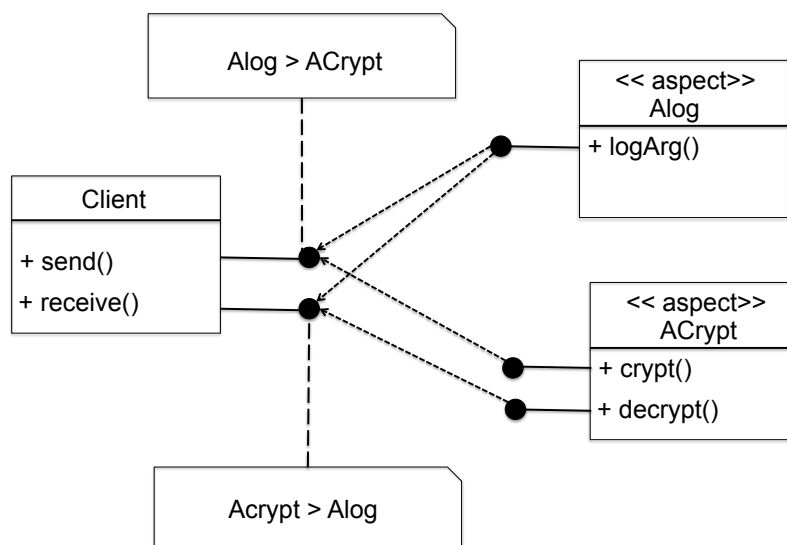 Alog > ACrypt
<< aspect>>
Alog
+ logArg()
Client
+ send()
+ receive()
<< aspect>>
ACrypt
+ crypt()
+ decrypt()
Acrypt > Alog